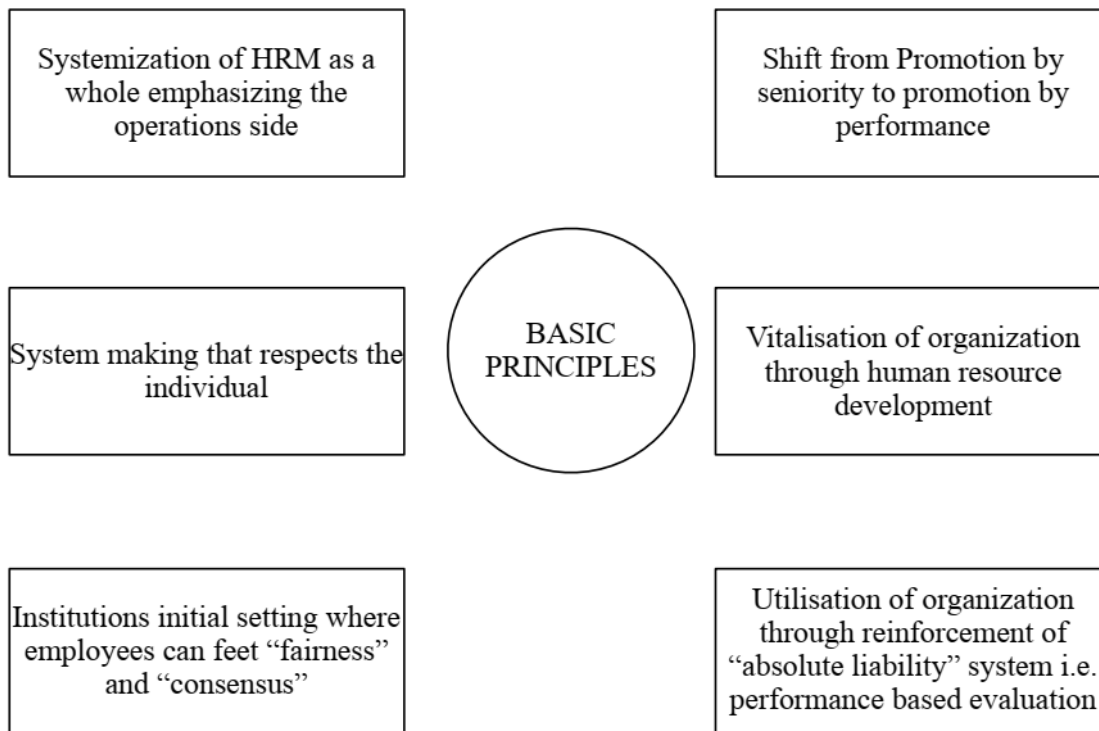 Systemization of HRM as a
whole emphasizing the
operations side
Shift from Promotion by
seniority to promotion by
performance
System making that respects the
individual
BASIC
PRINCIPLES
Vitalisation of organization
through human resource
development
Institutions initial setting where
employees can feet “fairness”
and “consensus”
Utilisation of organization
through reinforcement of
“absolute liability” system i.e.
performance based evaluation